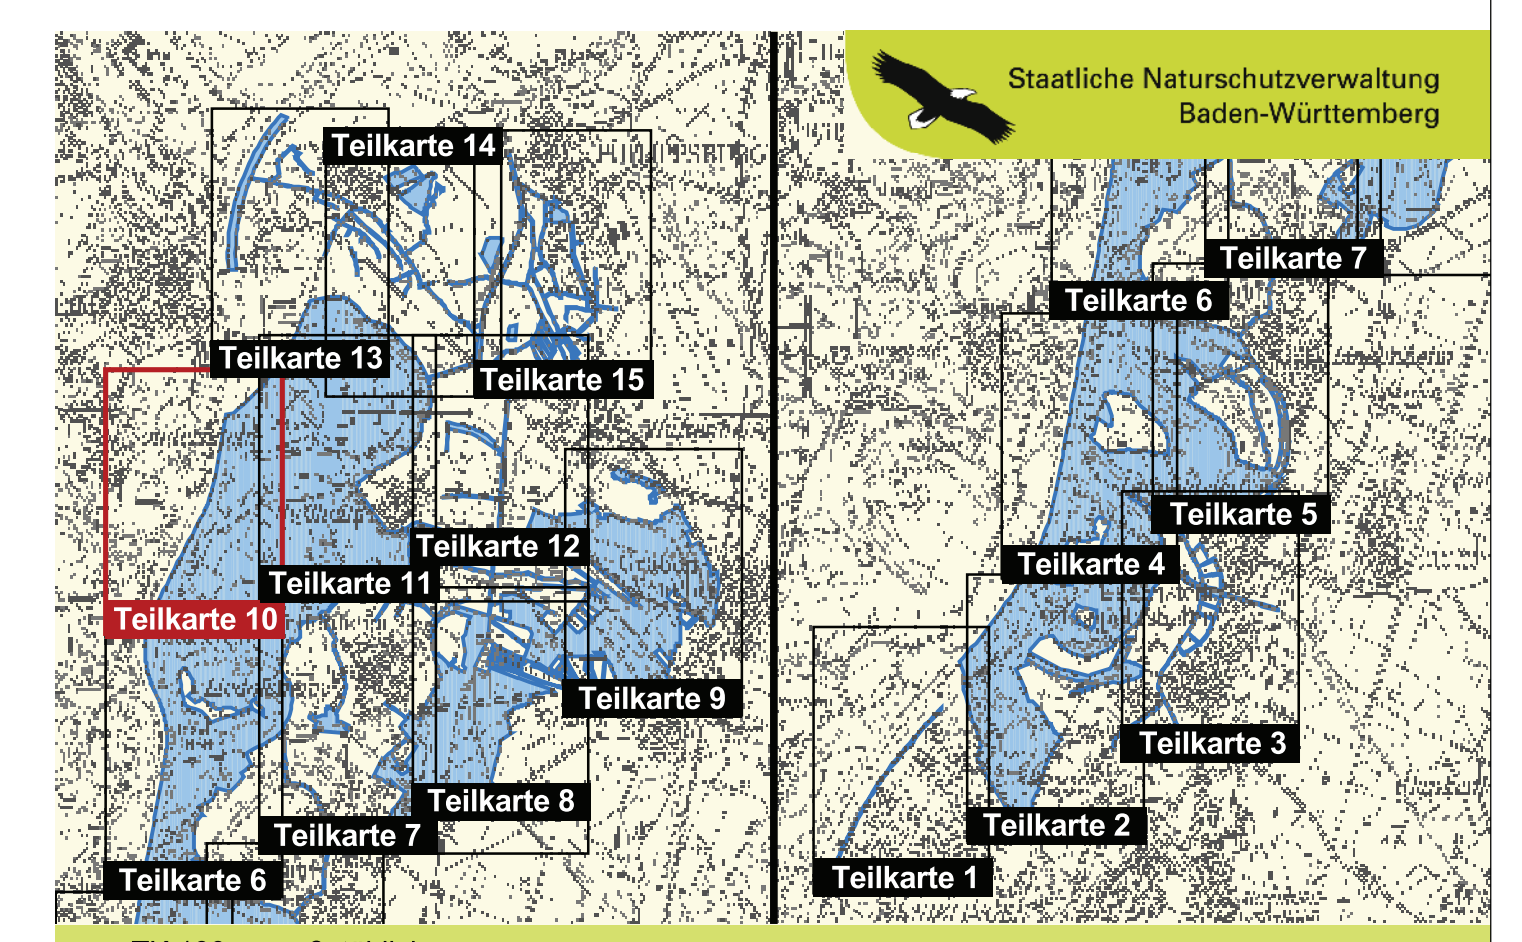 Staatliche Naturschutzverwaltung
Baden-Württemberg
Teilkarte 14
Teilkarte 13
Teilkarte 15
Teilkarte 12
Teilkarte 11
Teilkarte 10
Teilkarte 9
Teilkarte 8
Teilkarte 7
Teilkarte 6
Teilkarte 7
Teilkarte 6
Teilkarte 5
Teilkarte 4
Teilkarte 3
Teilkarte 2
Teilkarte 1